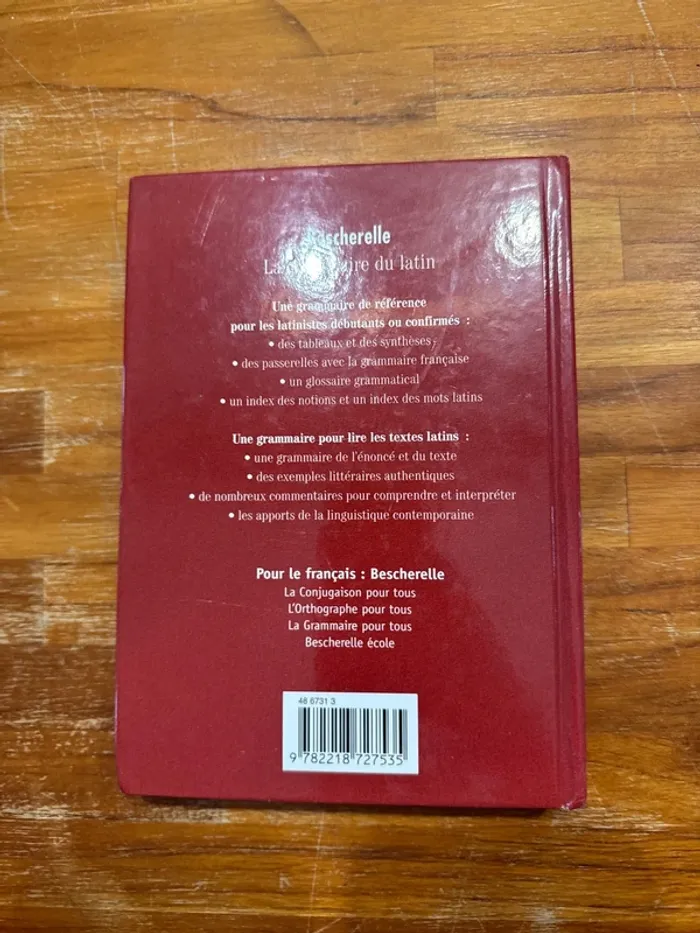 Bescherelle
La grammaire du latin
Une grammaire de référence
pour les latinistes débutants ou confirmés :
• des tableaux et des synthèses
• des passerelles avec la grammaire française
• un glossaire grammatical
• un index des notions et un index des mots latins
Une grammaire pour lire les textes latins :
• une grammaire de l'énoncé et du texte
• des exemples littéraires authentiques
• de nombreux commentaires pour comprendre et interpréter
• les apports de la linguistique contemporaine
Pour le français : Bescherelle
La Conjugaison pour tous
L'Orthographe pour tous
La Grammaire pour tous
Bescherelle école
48 6731 3
9 782218 727535